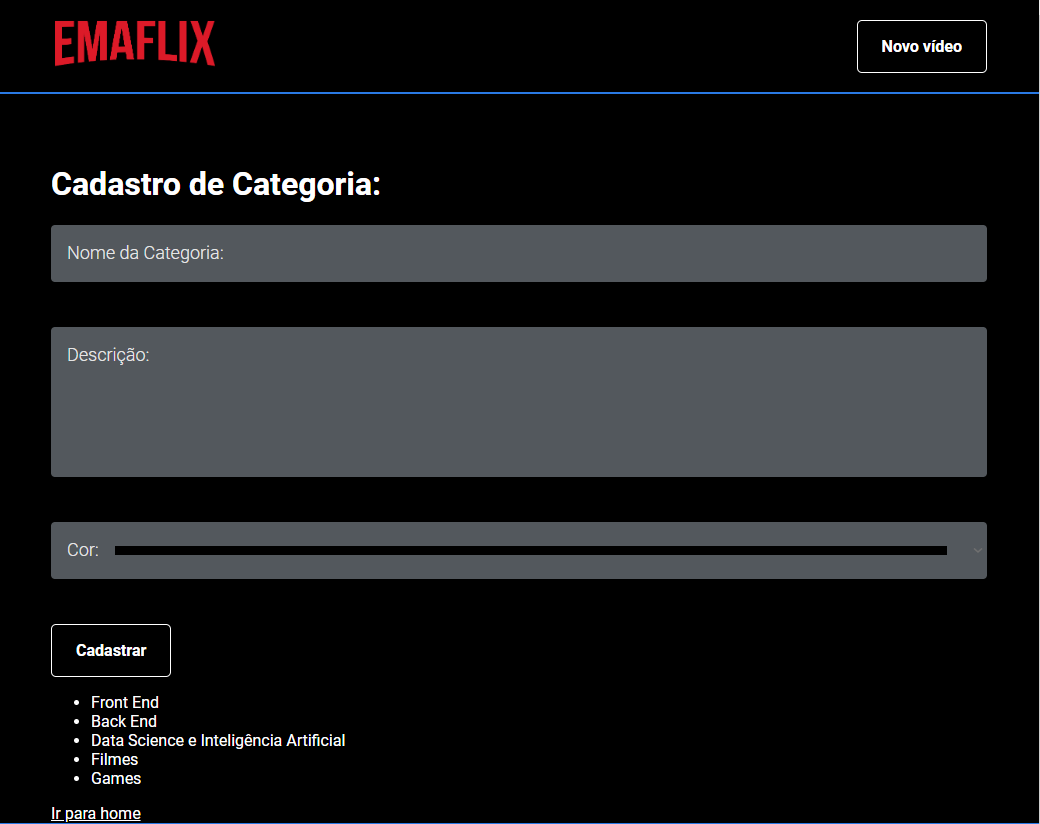 EMAFLIX
Novo vídeo
Cadastro de Categoria:
Nome da Categoria:
Descrição:
Cor:
Cadastrar
• Front End
• Back End
• Data Science e Inteligência Artificial
• Filmes
• Games
Ir para home